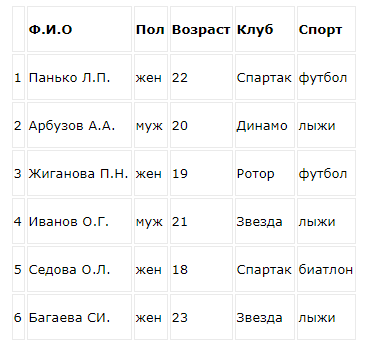 Ф.И.О Пол Возраст Клуб Спорт
1 Панько Л.П. жен 22 Спартак футбол
2 Арбузов А.А. муж 20 Динамо лыжи
3 Жиганова П.Н. жен 19 Ротор футбол
4 Иванов О.Г. муж 21 Звезда лыжи
5 Седова О.Л. жен 18 Спартак биатлон
6 Багаева СИ. жен 23 Звезда лыжи